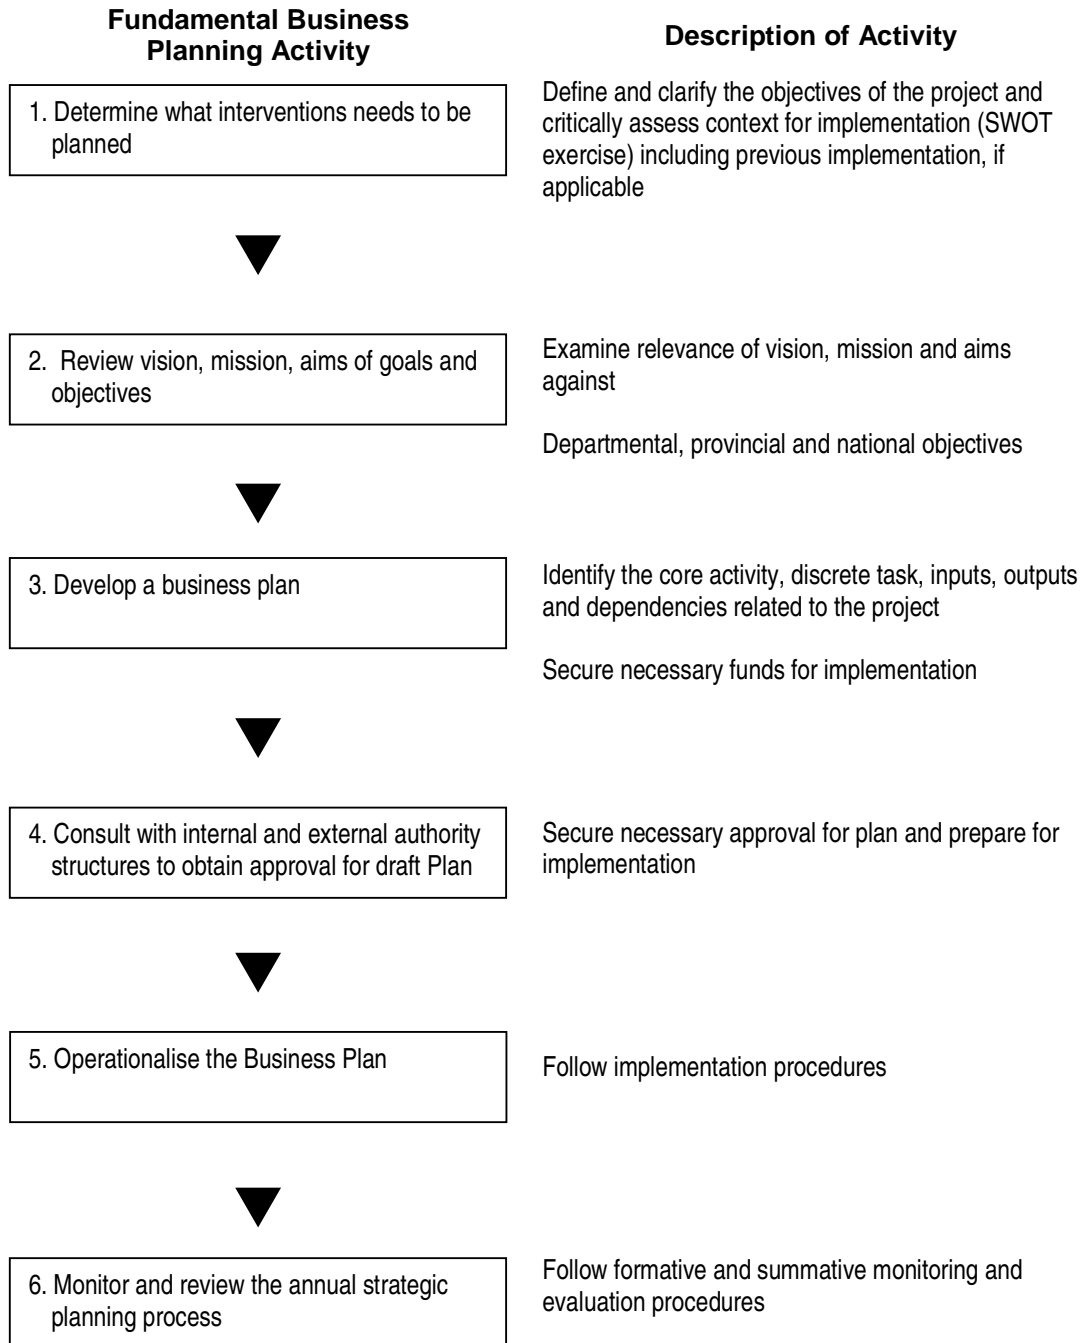 Fundamental Business
Planning Activity
Description of Activity
1. Determine what interventions needs to be
planned
Define and clarify the objectives of the project and
critically assess context for implementation (SWOT
exercise) including previous implementation, if
applicable
2. Review vision, mission, aims of goals and
objectives
Examine relevance of vision, mission and aims
against
Departmental, provincial and national objectives
3. Develop a business plan
Identify the core activity, discrete task, inputs, outputs
and dependencies related to the project
Secure necessary funds for implementation
4. Consult with internal and external authority
structures to obtain approval for draft Plan
Secure necessary approval for plan and prepare for
implementation
5. Operationalise the Business Plan
Follow implementation procedures
6. Monitor and review the annual strategic
planning process
Follow formative and summative monitoring and
evaluation procedures